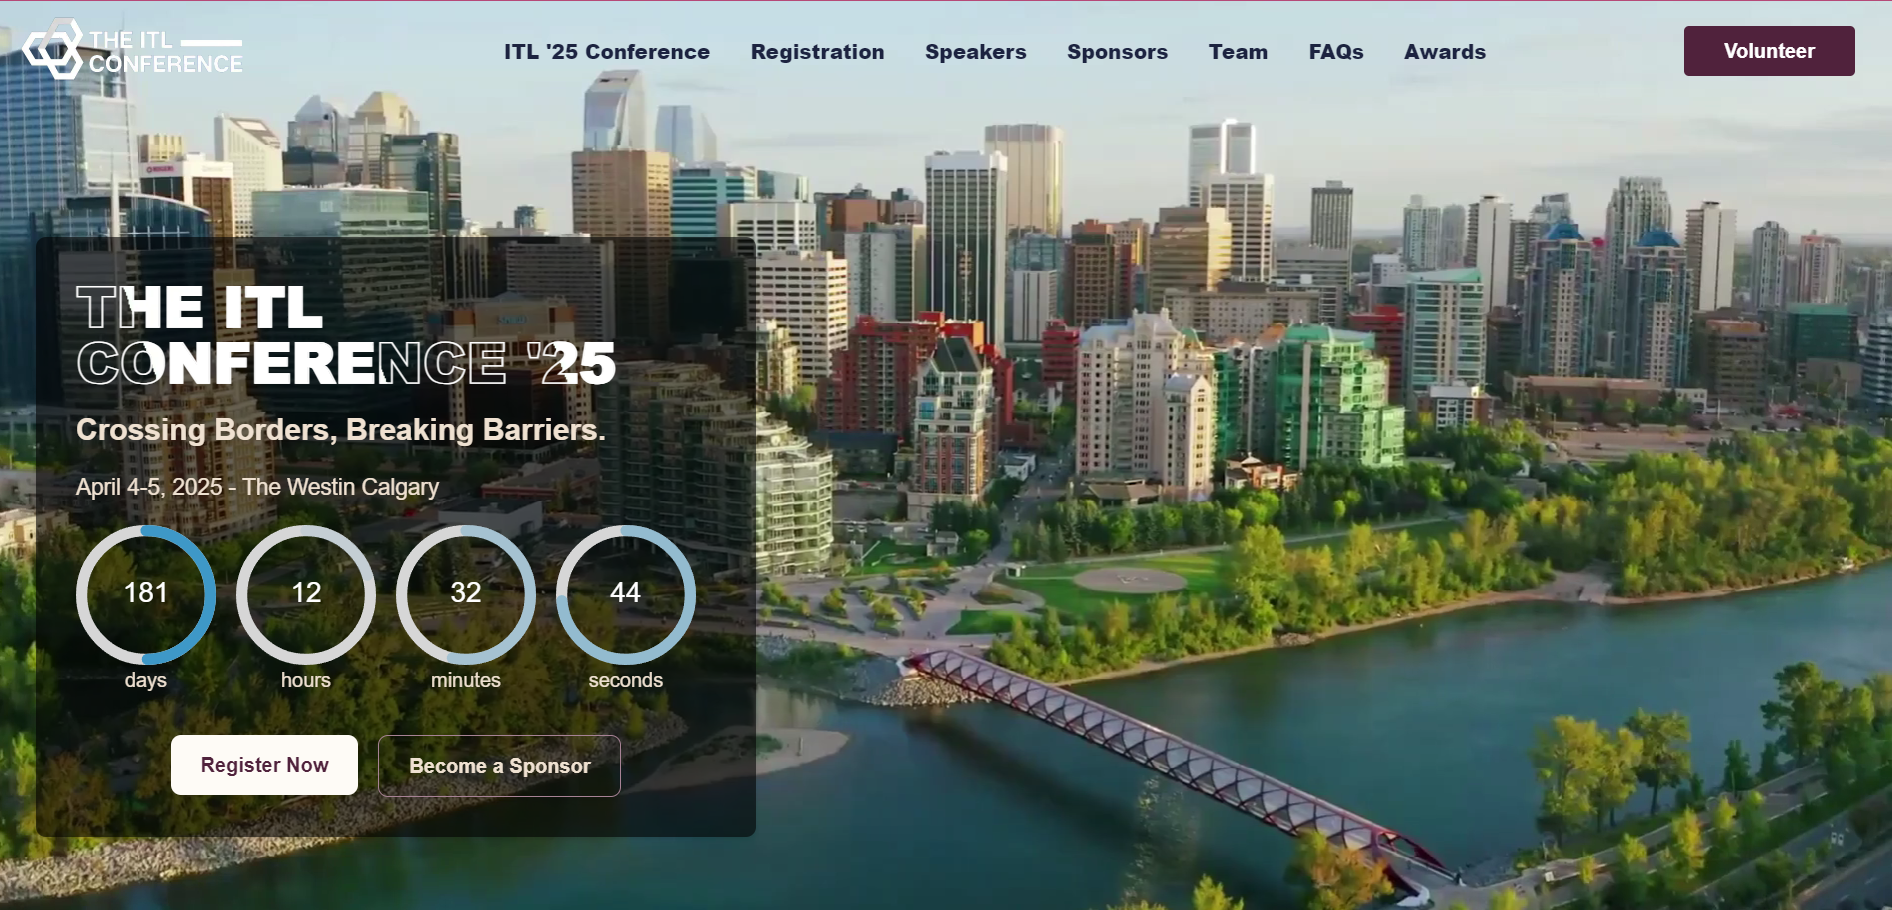 THE ITL
CONFERENCE
ITL '25 Conference
Registration
Speakers
Sponsors
Team
FAQs
Awards
Volunteer
THE ITL
CONFERENCE '25
Crossing Borders, Breaking Barriers.
April 4-5, 2025 - The Westin Calgary
181
12
32
44
days
hours
minutes
seconds
Register Now
Become a Sponsor